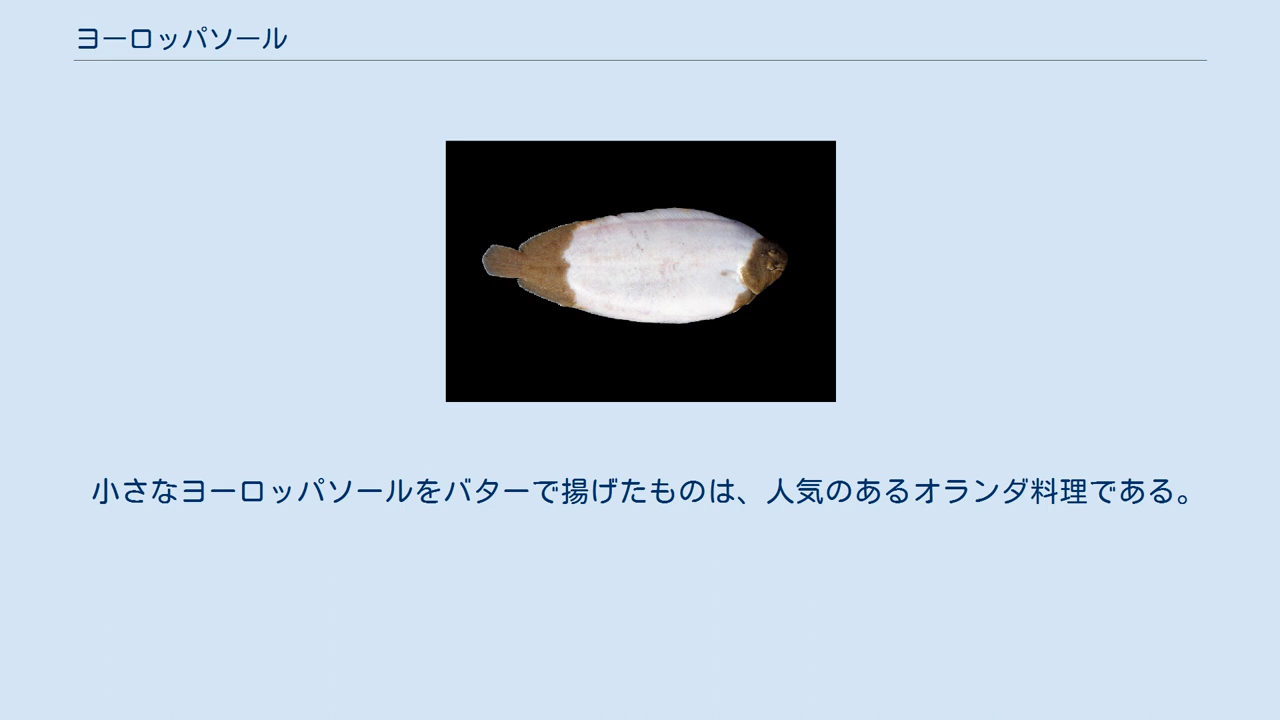 ヨーロッパソール
小さなヨーロッパソールをバターで揚げたものは、人気のあるオランダ料理である。